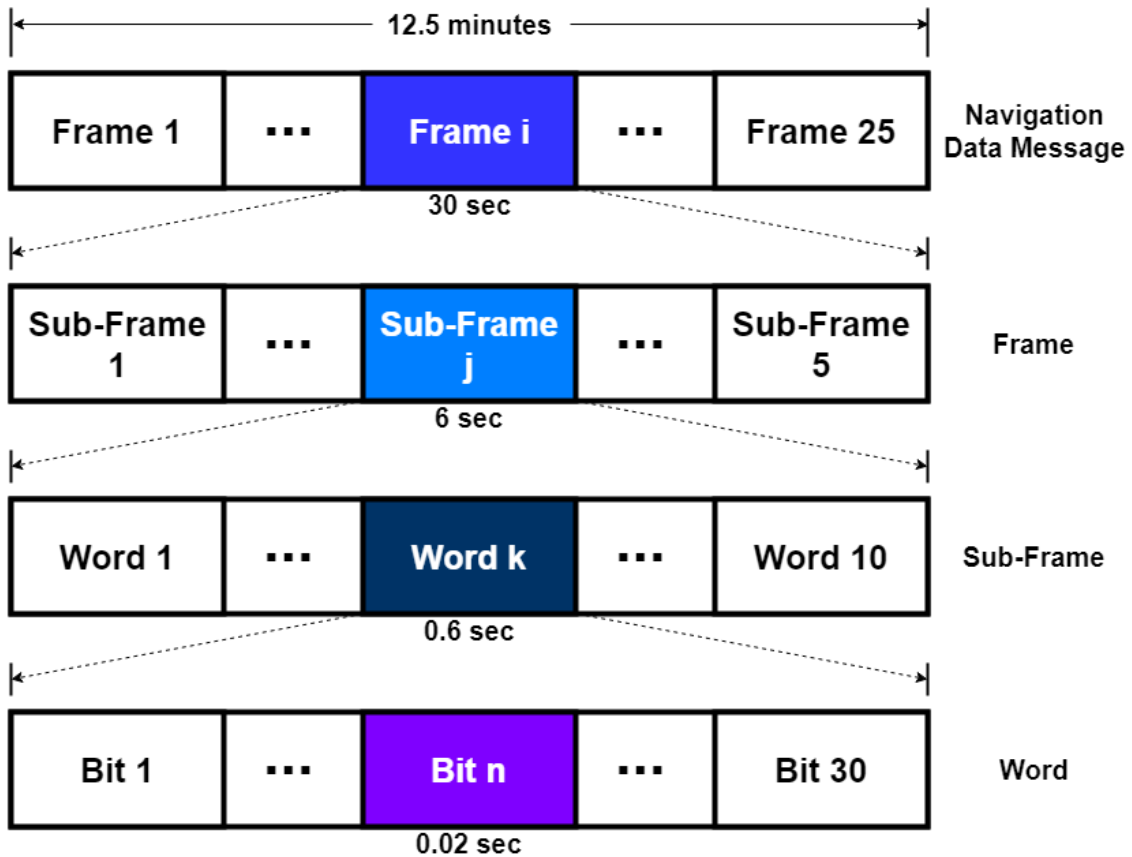 12.5 minutes
Frame 1
...
Frame i
...
Frame 25
Navigation
Data Message
30 sec
Sub-Frame
1
...
Sub-Frame
j
...
Sub-Frame
5
Frame
6 sec
Word 1
...
Word k
...
Word 10
Sub-Frame
0.6 sec
Bit 1
...
Bit n
...
Bit 30
Word
0.02 sec